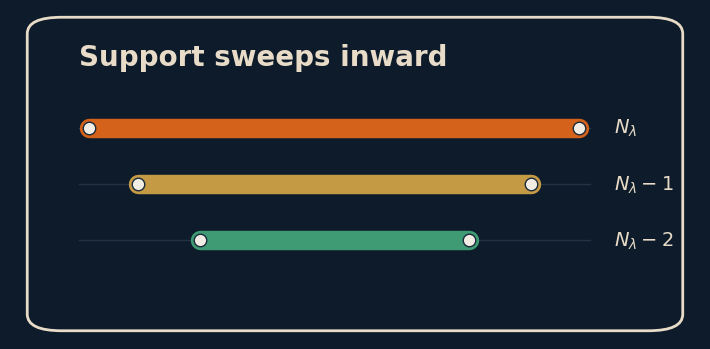 Support sweeps inward
N_λ
N_λ − 1
N_λ − 2